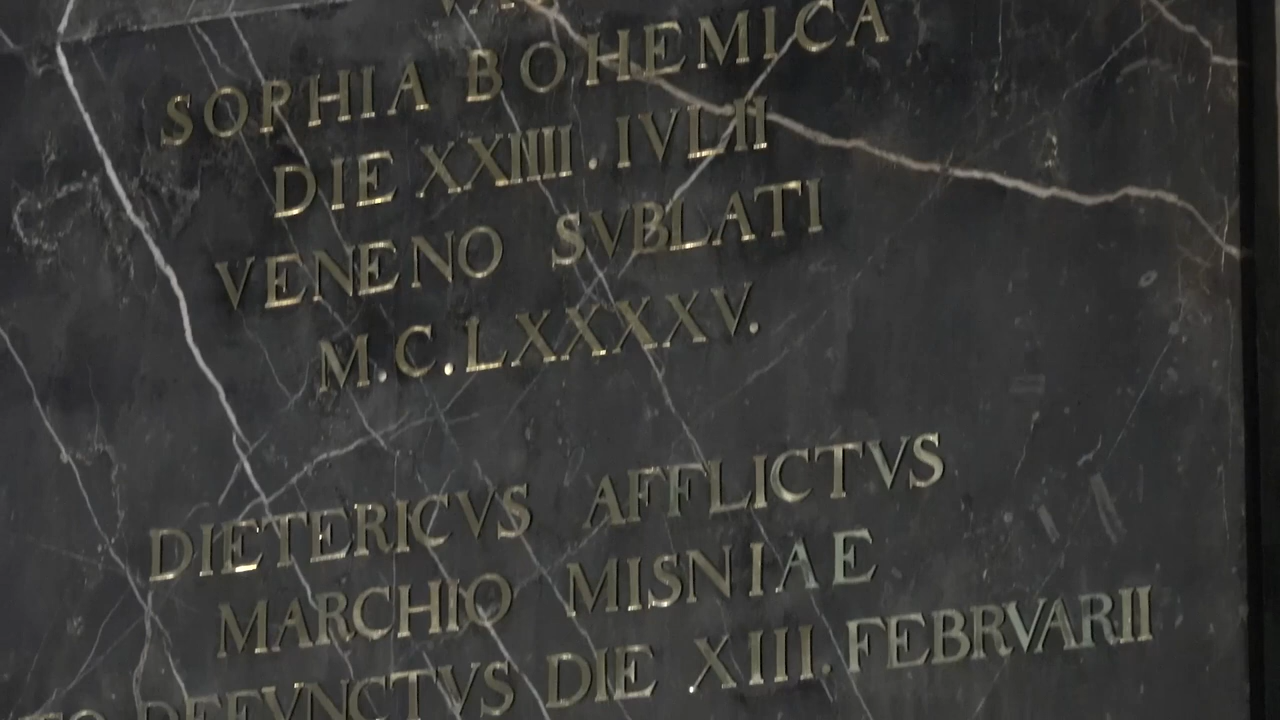 SOPHIA BOHEMICA
DIE XXIIII. IVLII
VENENO SVBLATI
M.C.LXXXXV.
DIETERICVS AFFLICTVS
MARCHIO MISNIAE
DEFVNCTVS DIE XIII. FEBRVARII